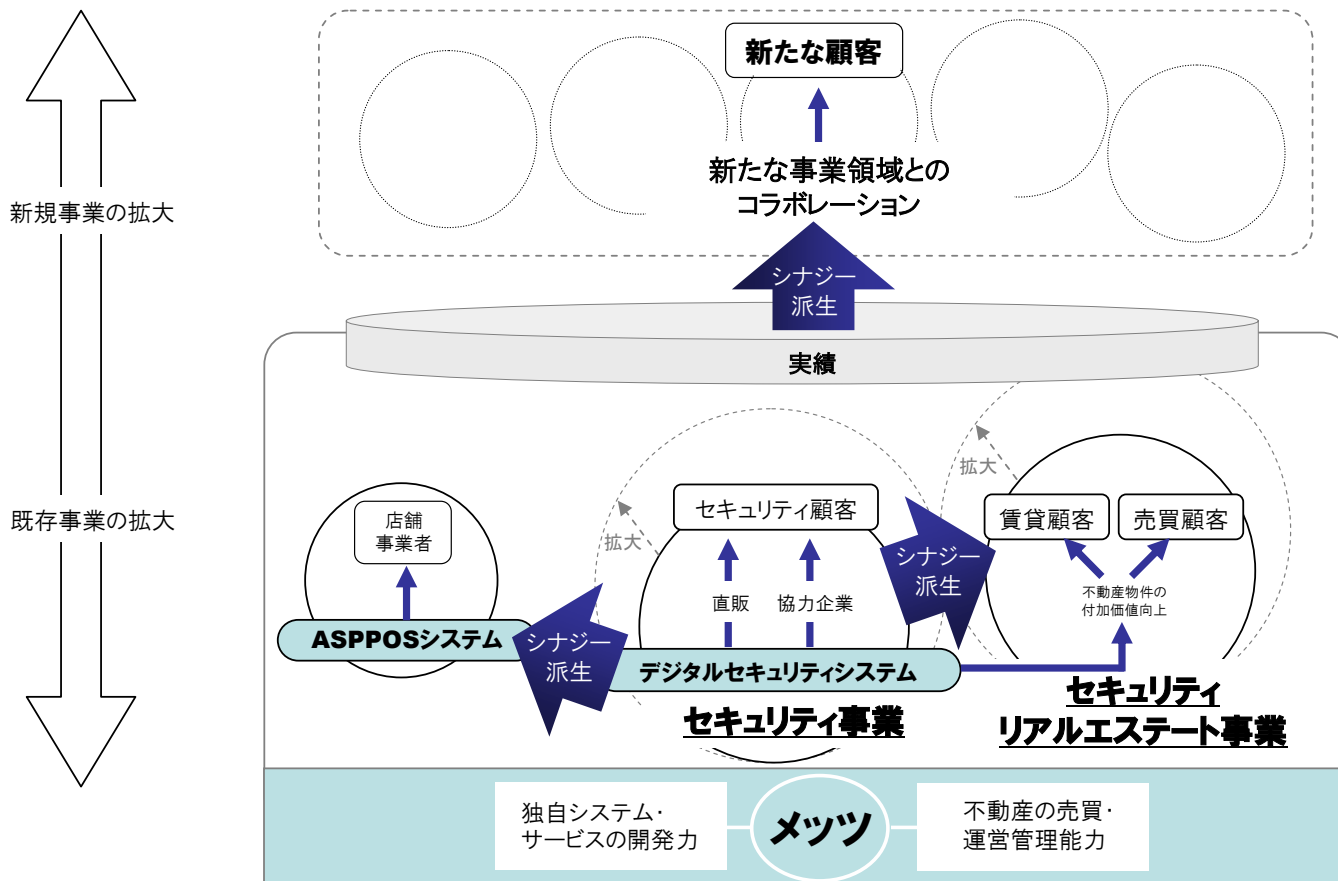 新たな顧客
新たな事業領域との
コラボレーション
新規事業の拡大
シナジー
派生
実績
既存事業の拡大
店舗
事業者
ASPPOSシステム
シナジー
派生
拡大
セキュリティ顧客
直販
協力企業
デジタルセキュリティシステム
セキュリティ事業
シナジー
派生
拡大
賃貸顧客
売買顧客
不動産物件の
付加価値向上
セキュリティ
リアルエステート事業
独自システム・
サービスの開発力
メッツ
不動産の売買・
運営管理能力